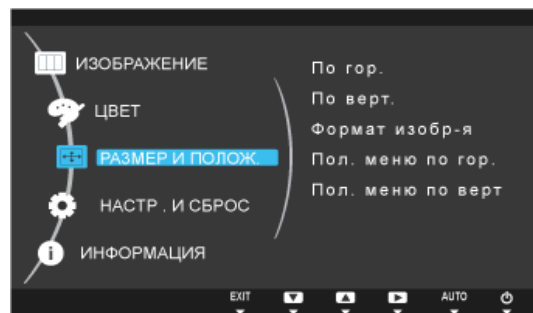 ИЗОБРАЖЕНИЕ
ЦВЕТ
РАЗМЕР И ПОЛОЖ.
НАСТР . И СБРОС
ИНФОРМАЦИЯ
По гор.
По верт.
Формат изобр-я
Пол. меню по гор.
Пол. меню по верт
EXIT AUTO